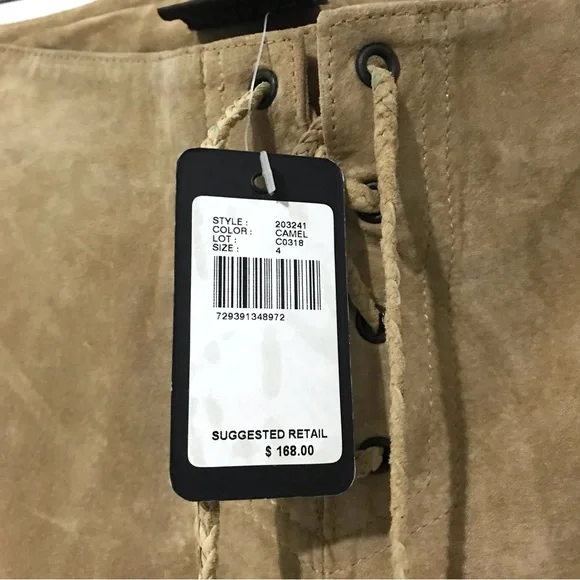 STYLE : 203241
COLOR : CAMEL
LOT : C0318
SIZE : 4
729391348972
SUGGESTED RETAIL
$ 168.00